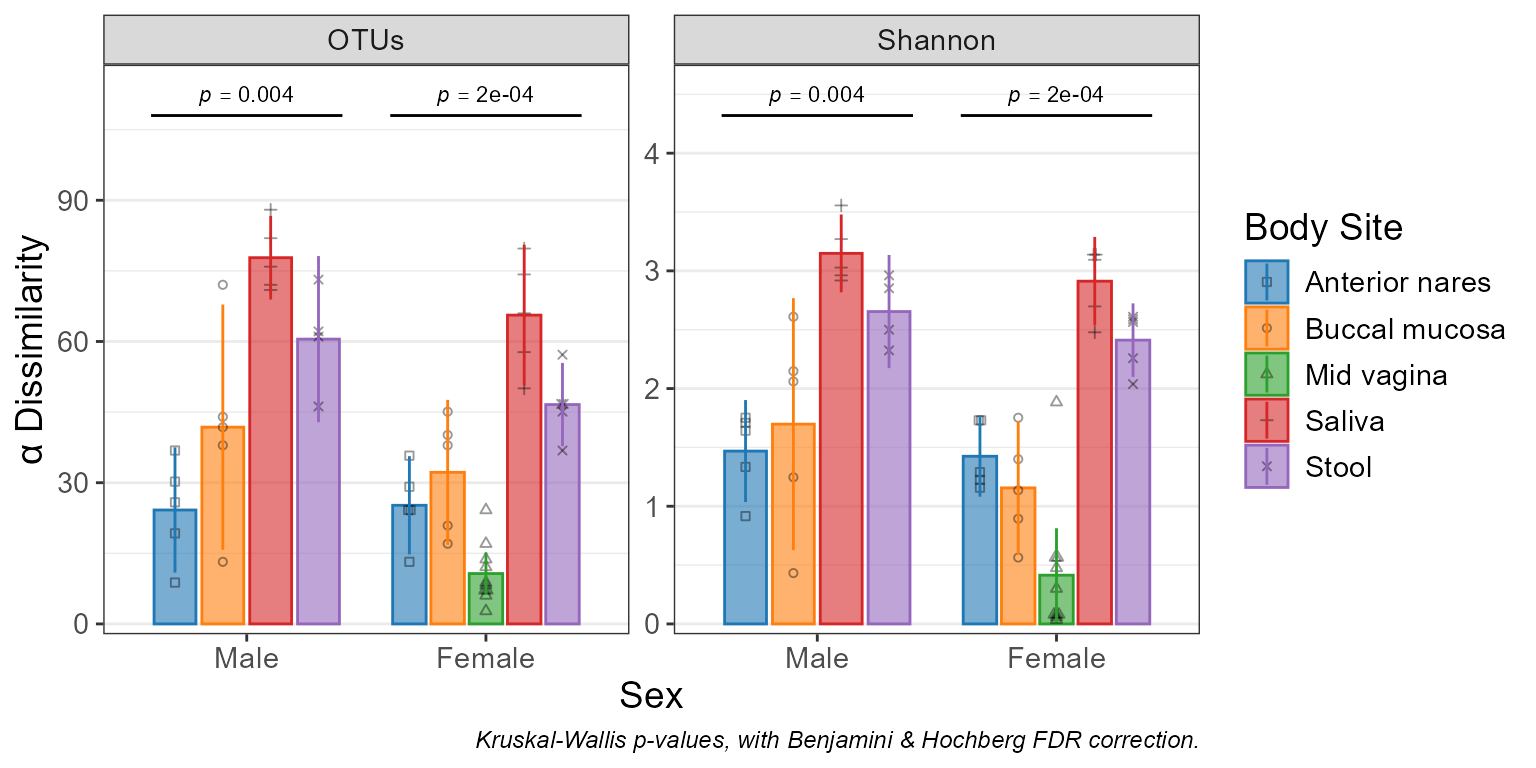 OTUs
Shannon
p = 0.004
p = 2e-04
p = 0.004
p = 2e-04
α Dissimilarity
90
60
30
0
4
3
2
1
0
Male
Female
Male
Female
Sex
Body Site
Anterior nares
Buccal mucosa
Mid vagina
Saliva
Stool
Kruskal-Wallis p-values, with Benjamini & Hochberg FDR correction.